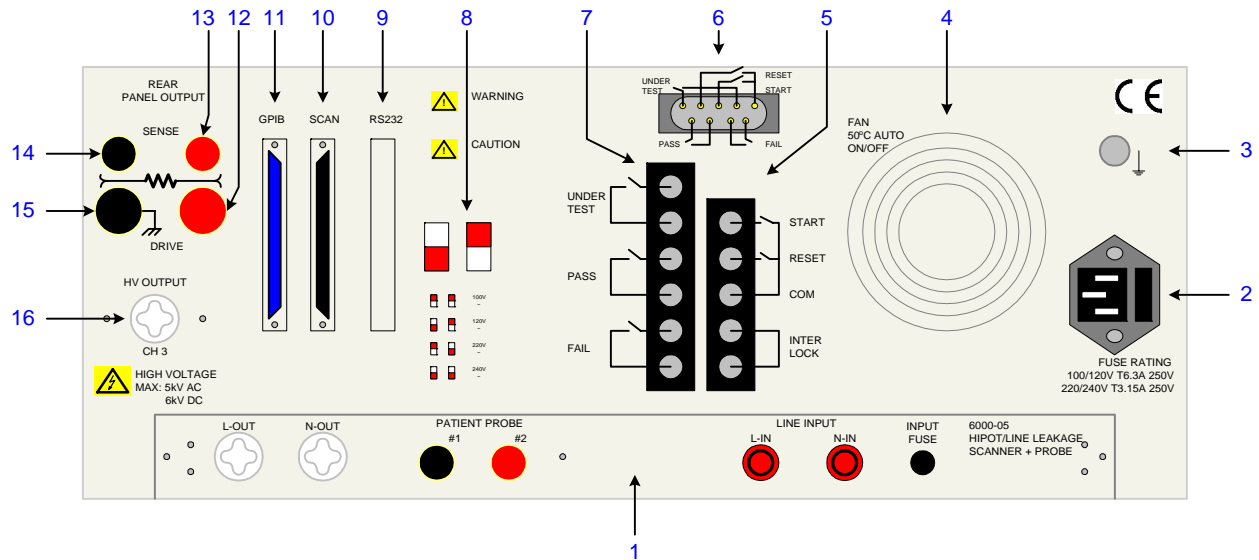 13 12 11 10 9 8 7 6 5 4
REAR
PANEL OUTPUT
SENSE
GPIB SCAN RS232
WARNING
CAUTION
UNDER
TEST
RESET
START
PASS FAIL
FAN
50ºC AUTO
ON/OFF
CE
14
15
3
DRIVE
UNDER
TEST
PASS
FAIL
START
RESET
COM
INTER
LOCK
HV OUTPUT
16
CH 3
2
100V
~
120V
~
220V
~
240V
~
HIGH VOLTAGE
MAX: 5kV AC
6kV DC
FUSE RATING
100/120V T6.3A 250V
220/240V T3.15A 250V
L-OUT N-OUT
PATIENT PROBE
#1 #2
LINE INPUT
L-IN N-IN
INPUT
FUSE
6000-05
HIPOT/LINE LEAKAGE
SCANNER + PROBE
1